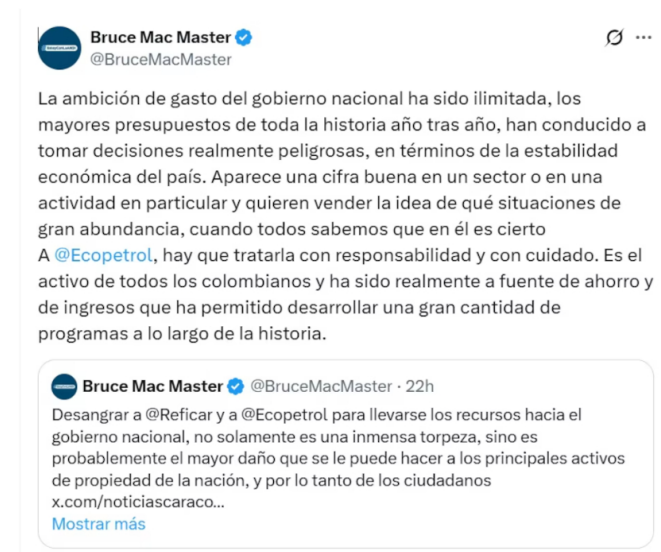 Bruce Mac Master
@BruceMacMaster
La ambición de gasto del gobierno nacional ha sido ilimitada, los
mayores presupuestos de toda la historia año tras año, han conducido a
tomar decisiones realmente peligrosas, en términos de la estabilidad
económica del país. Aparece una cifra buena en un sector o en una
actividad en particular y quieren vender la idea de qué situaciones de
gran abundancia, cuando todos sabemos que en él es cierto
A @Ecopetrol, hay que tratarla con responsabilidad y con cuidado. Es el
activo de todos los colombianos y ha sido realmente a fuente de ahorro y
de ingresos que ha permitido desarrollar una gran cantidad de
programas a lo largo de la historia.
Bruce Mac Master @BruceMacMaster · 22h
Desangrar a @Reficar y a @Ecopetrol para llevarse los recursos hacia el
gobierno nacional, no solamente es una inmensa torpeza, sino es
probablemente el mayor daño que se le puede hacer a los principales activos
de propiedad de la nación, y por lo tanto de los ciudadanos
x.com/noticiascaraco...
Mostrar más